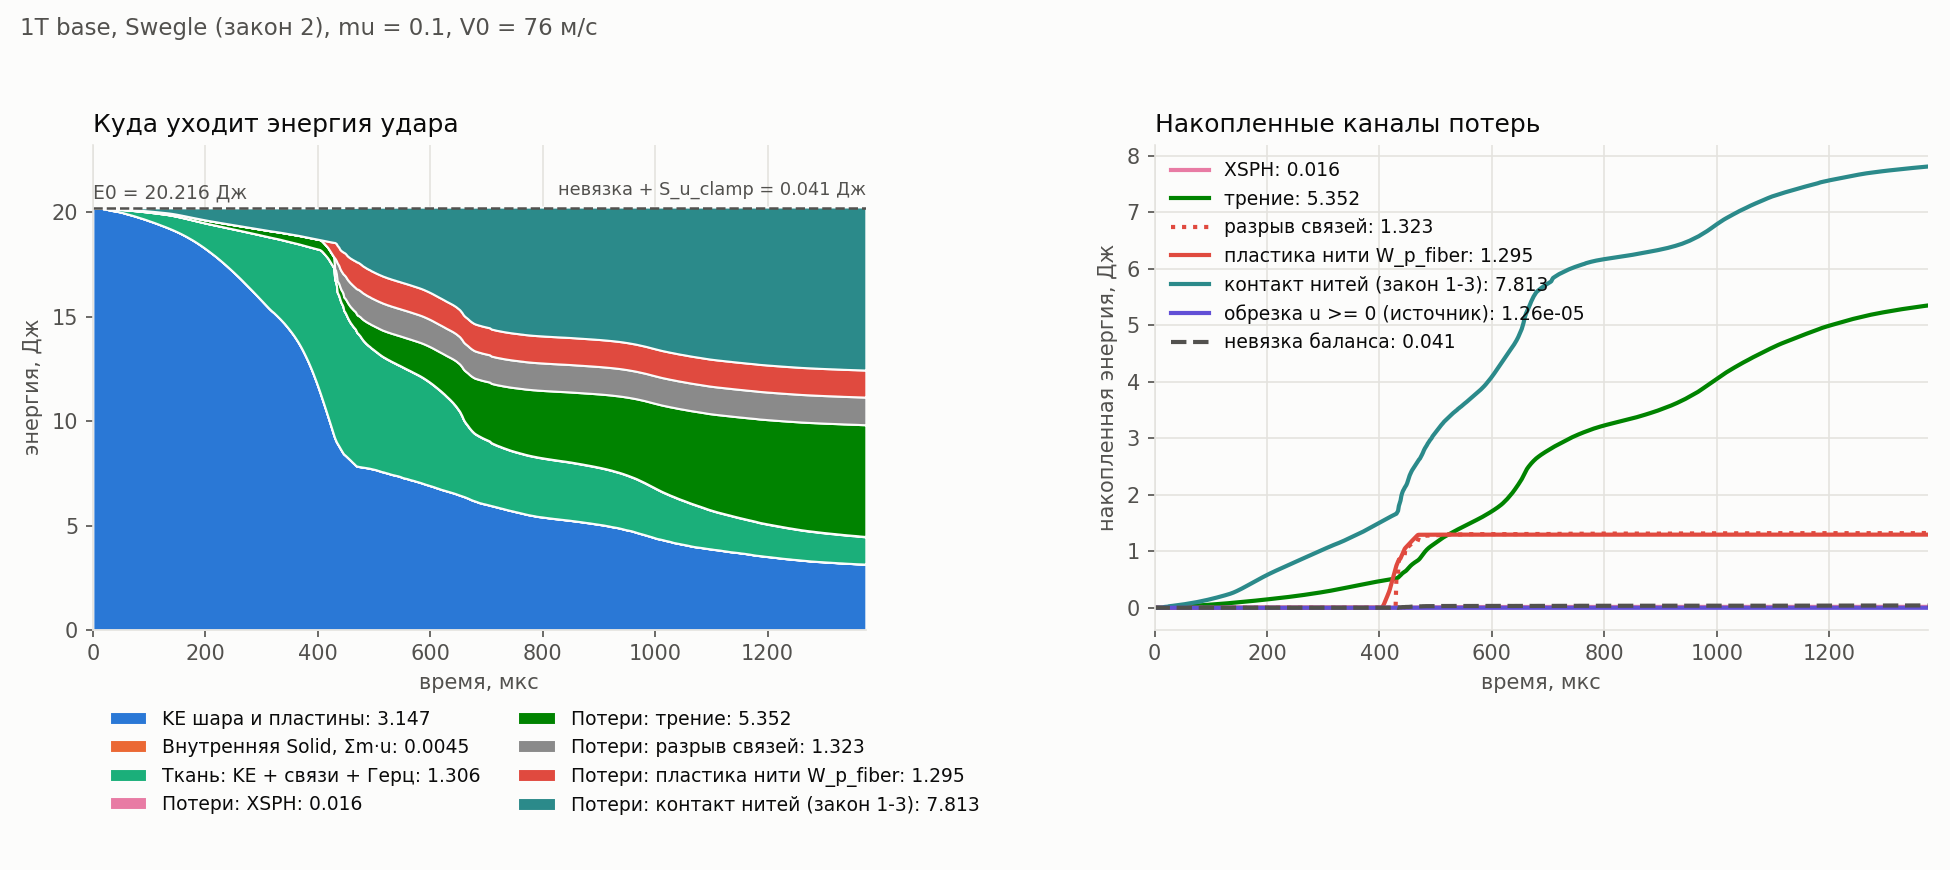 1T base, Swegle (закон 2), mu = 0.1, V0 = 76 м/с
Куда уходит энергия удара
E0 = 20.216 Дж
невязка + S_u_clamp = 0.041 Дж
энергия, Дж
20
15
10
5
0
0 200 400 600 800 1000 1200
время, мкс
KE шара и пластины: 3.147
Внутренняя Solid, Σm·u: 0.0045
Ткань: KE + связи + Герц: 1.306
Потери: XSPH: 0.016
Потери: трение: 5.352
Потери: разрыв связей: 1.323
Потери: пластика нити W_p_fiber: 1.295
Потери: контакт нитей (закон 1-3): 7.813
Накопленные каналы потерь
накопленная энергия, Дж
8
7
6
5
4
3
2
1
0
XSPH: 0.016
трение: 5.352
разрыв связей: 1.323
пластика нити W_p_fiber: 1.295
контакт нитей (закон 1-3): 7.813
обрезка u >= 0 (источник): 1.26e-05
невязка баланса: 0.041
0 200 400 600 800 1000 1200
время, мкс